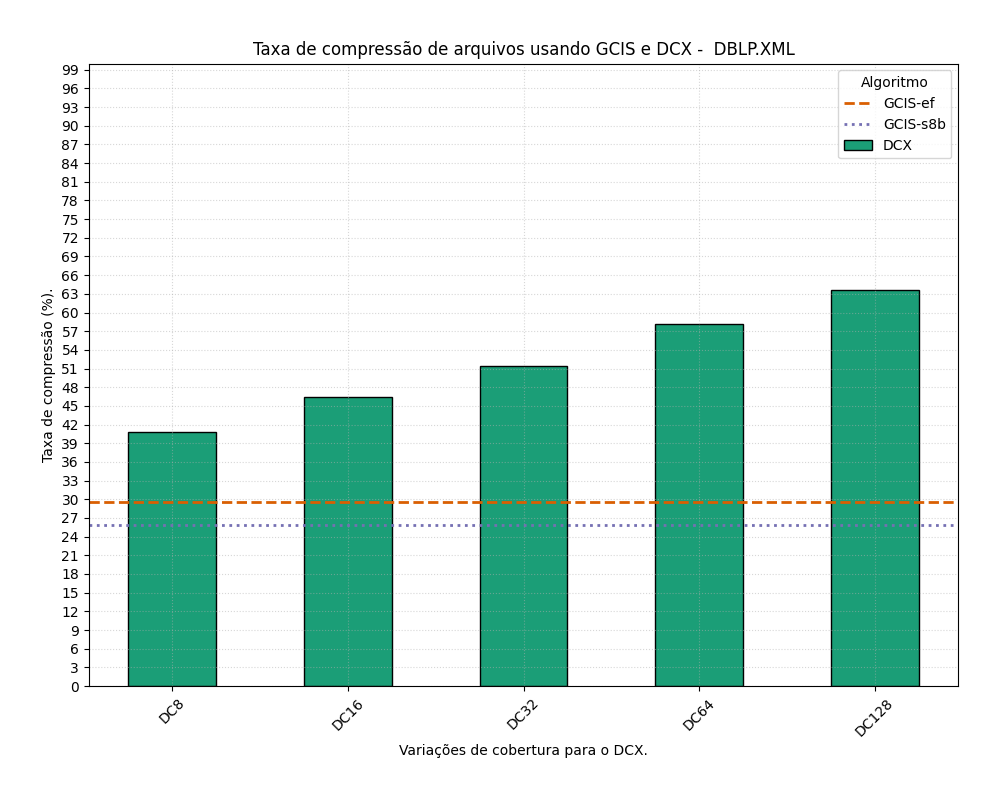 Taxa de compressão de arquivos usando GCIS e DCX -  DBLP.XML
Algoritmo
GCIS-ef
GCIS-s8b
DCX
Taxa de compressão (%).
99
96
93
90
87
84
81
78
75
72
69
66
63
60
57
54
51
48
45
42
39
36
33
30
27
24
21
18
15
12
9
6
3
0
DC8
DC16
DC32
DC64
DC128
Variações de cobertura para o DCX.